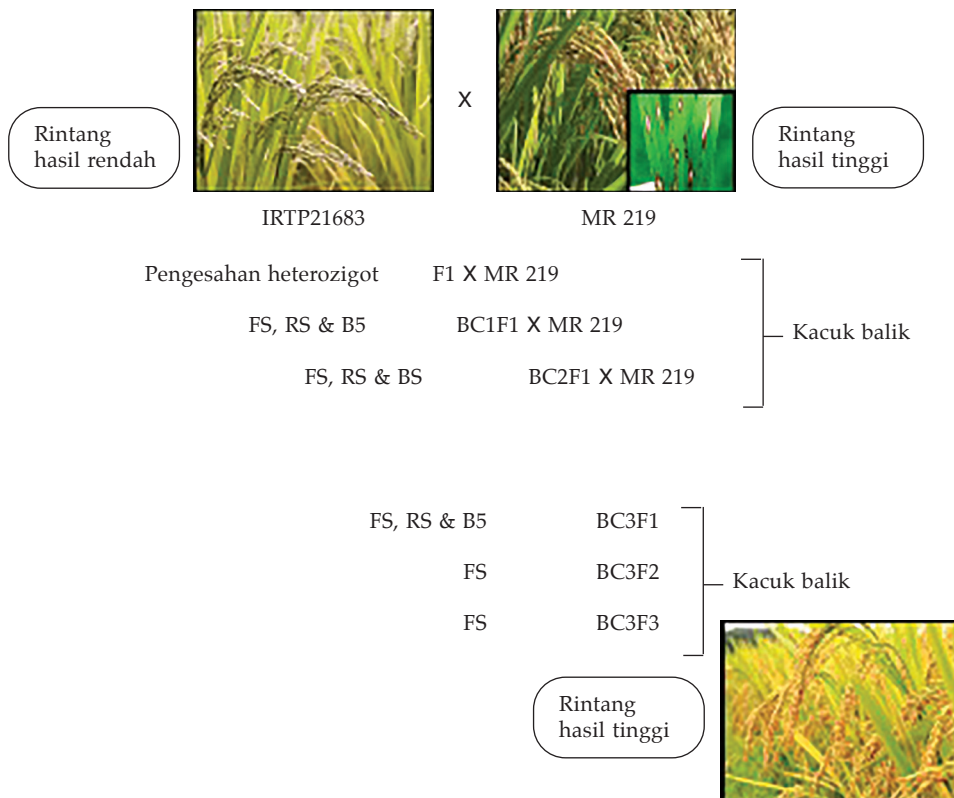 Rintang
hasil rendah
X
Rintang
hasil tinggi
IRTP21683
MR 219
Pengesahan heterozigot F1 X MR 219
FS, RS & B5 BC1F1 X MR 219
Kacuk balik
FS, RS & BS BC2F1 X MR 219
FS, RS & B5 BC3F1
FS BC3F2
Kacuk balik
FS BC3F3
Rintang
hasil tinggi